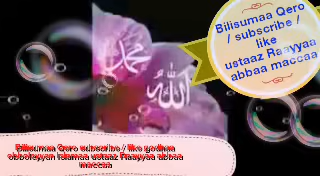 محمد
الله
Bilisumaa Qero
/ subscribe /
like
ustaaz Raayyaa
abbaa maccaa
Bilisumaa Qero subscribe / like godhaa
obboleyyan Islaamaa ustaaz Raayyaa abbaa
maccaa